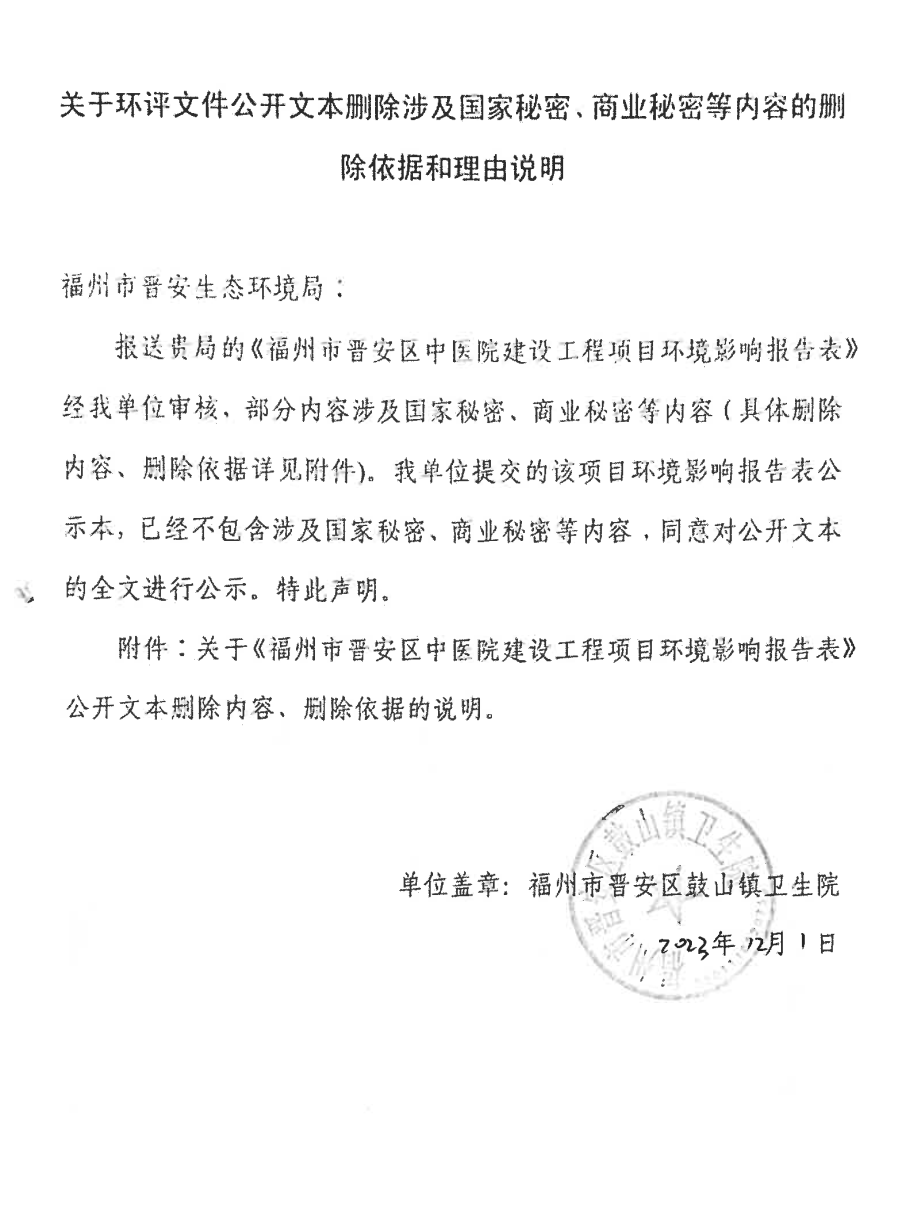 关于环评文件公开文本删除涉及国家秘密、商业秘密等内容的删
除依据和理由说明
福州市晋安生态环境局：
报送贵局的《福州市晋安区中医院建设工程项目环境影响报告表》
经我单位审核，部分内容涉及国家秘密、商业秘密等内容（具体删除
内容、删除依据详见附件）。我单位提交的该项目环境影响报告表公
示本，已经不包含涉及国家秘密、商业秘密等内容，同意对公开文本
的全文进行公示。特此声明。
附件：关于《福州市晋安区中医院建设工程项目环境影响报告表》
公开文本删除内容、删除依据的说明。
福州市晋安区鼓山镇卫生院
单位盖章：福州市晋安区鼓山镇卫生院
2023年12月1日